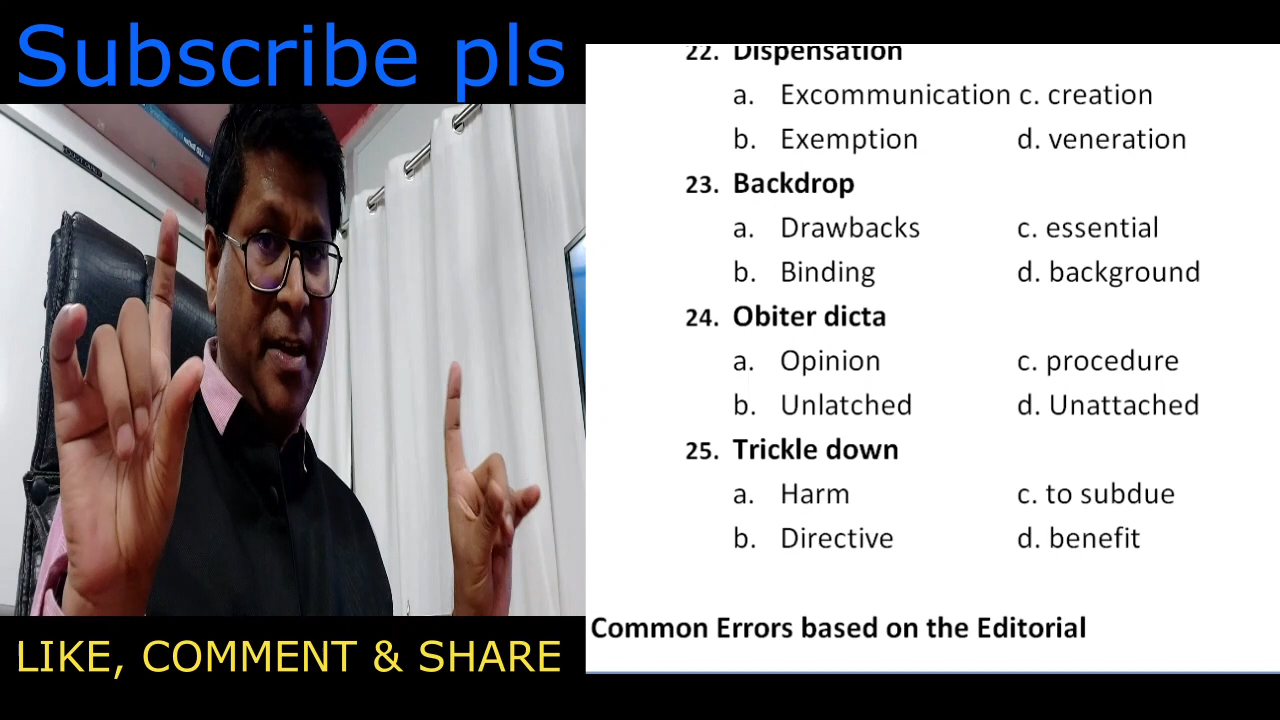 Subscribe pls
LIKE, COMMENT & SHARE
22. Dispensation
a. Excommunication c. creation
b. Exemption d. veneration
23. Backdrop
a. Drawbacks c. essential
b. Binding d. background
24. Obiter dicta
a. Opinion c. procedure
b. Unlatched d. Unattached
25. Trickle down
a. Harm c. to subdue
b. Directive d. benefit
Common Errors based on the Editorial